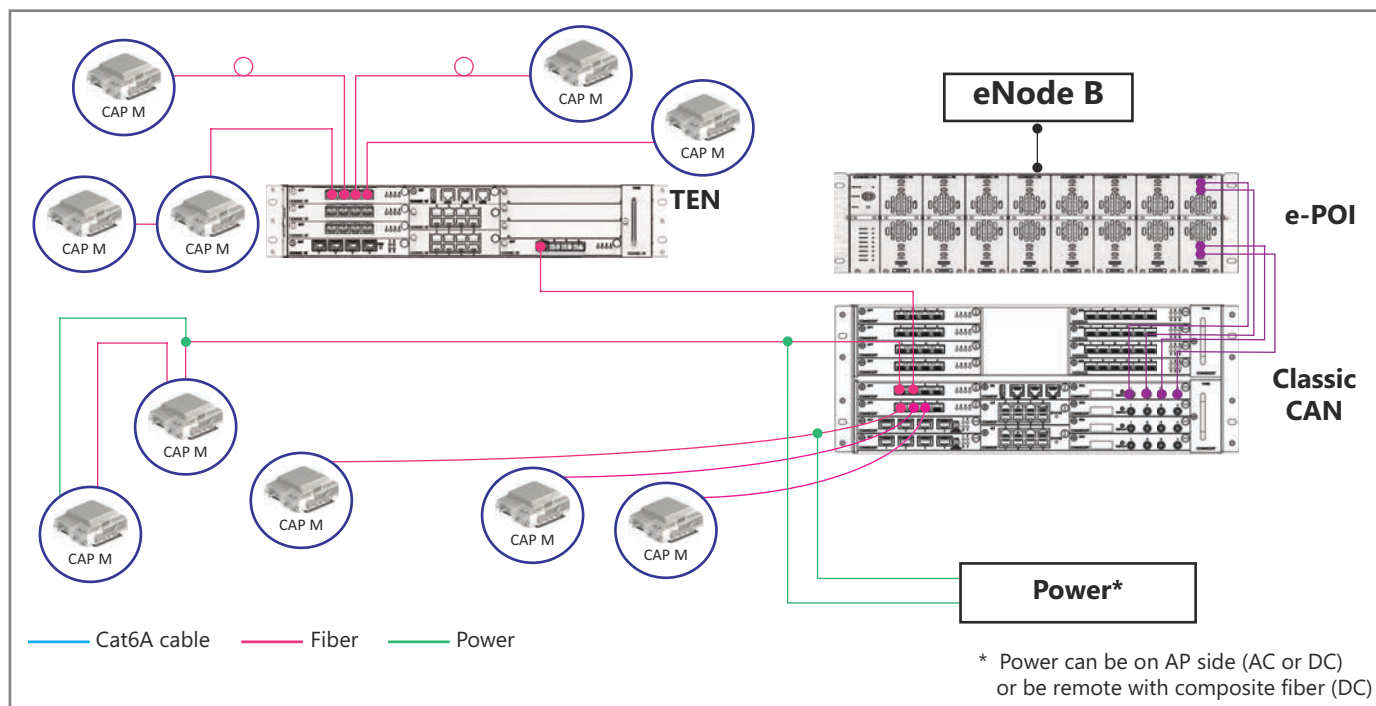 CAP M
CAP M
CAP M
eNode B
TEN
CAP M
CAP M
e-POI
Classic
CAN
CAP M
CAP M
CAP M
CAP M
CAP M
Power*
Cat6A cable
Fiber
Power
* Power can be on AP side (AC or DC)
or be remote with composite fiber (DC)